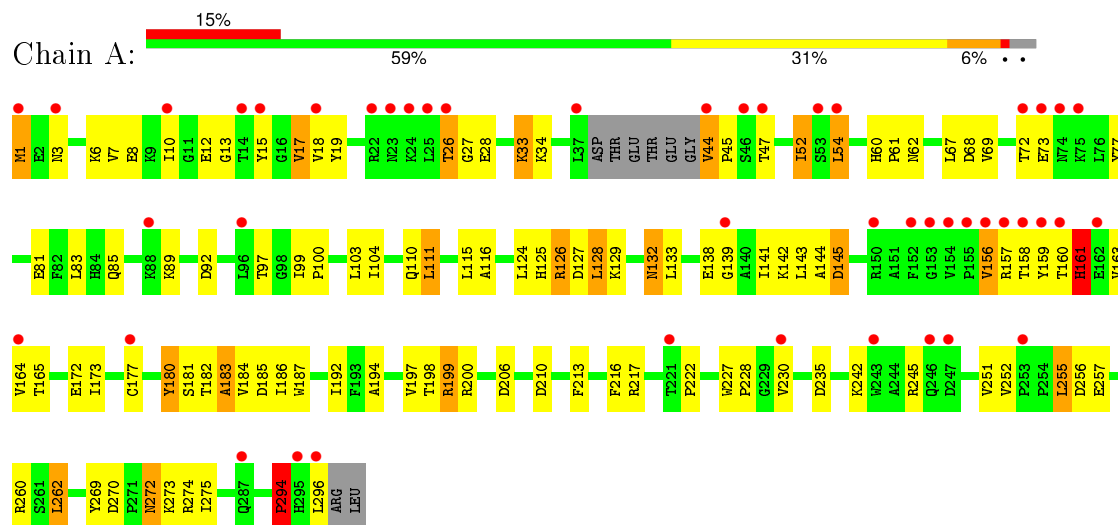 15%
Chain A:
59% 31% 6% • •
M1 E2 N3 K6 V7 E8 K9 I10 G11 E12 G13 T14 Y15 G16 V17 V18 Y19 R22 N23 K24 L25 T26 G27 E28 K33 K34 L37 ASP THR GLU THR GLU GLY V44 P45 S46 T47 I52 S53 L54 H60 P61 N62 L67 D68 V69 T72 E73 N74 K75 L76 Y77
E81 F82 L83 H84 Q85 K88 K89 D92 L96 T97 G98 I99 P100 L103 I104 Q110 L111 L115 A116 L124 H125 R126 D127 L128 K129 N132 L133 E138 G139 A140 I141 K142 L143 A144 D145 R150 A151 F152 G153 V154 P155 V156 R157 T158 Y159 T160 H161 E162 V163
V164 T165 E172 I173 C177 Y180 S181 T182 A183 V184 D185 I186 W187 I192 F193 A194 V197 T198 R199 R200 D206 D210 F213 F216 R217 T221 P222 W227 P228 G229 V230 D235 K242 W243 A244 R245 Q246 D247 V251 V252 P253 P254 L255 D256 E257
R260 S261 L262 Y269 D270 P271 N272 K273 R274 I275 Q287 P294 H295 L296 ARG LEU